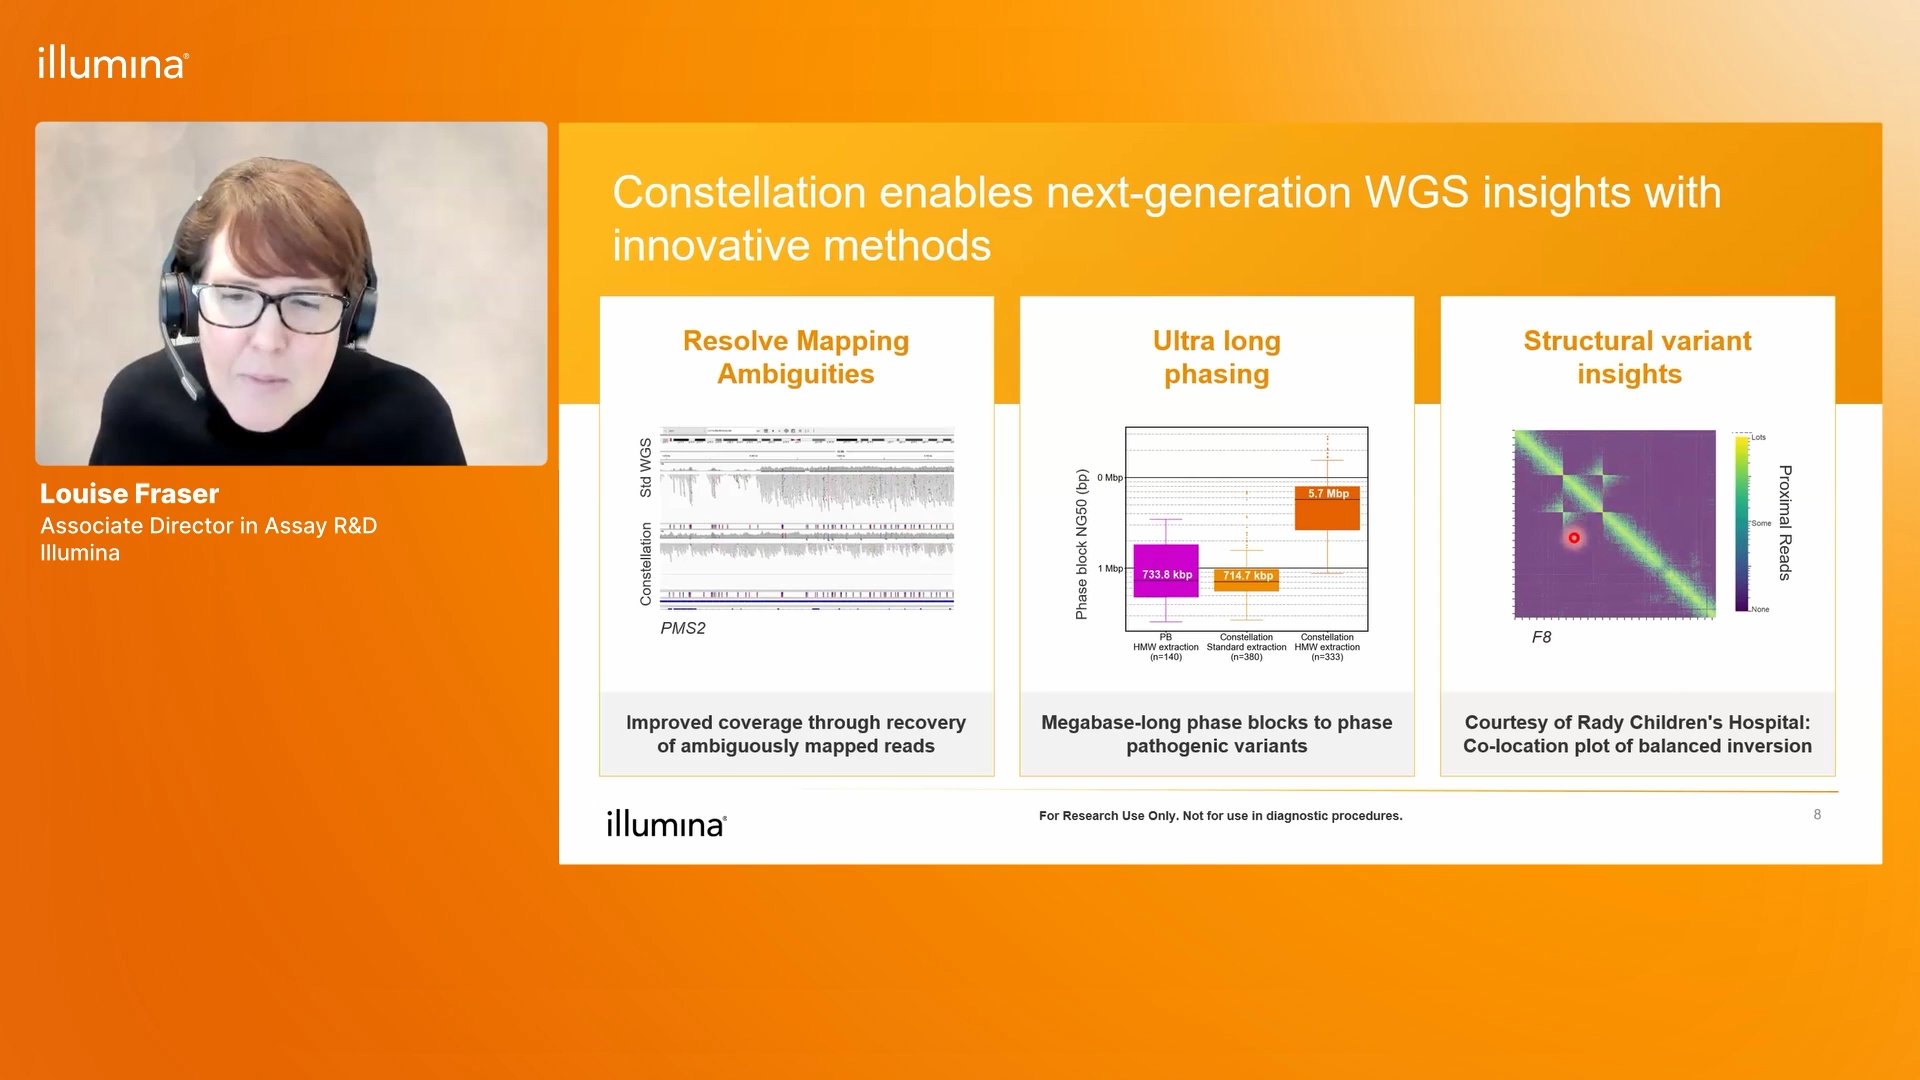 illumina®
Louise Fraser
Associate Director in Assay R&D
Illumina
Constellation enables next-generation WGS insights with
innovative methods
Resolve Mapping
Ambiguities
Std WGS
Constellation
PMS2
Improved coverage through recovery
of ambiguously mapped reads
Ultra long
phasing
Phase block NG50 (bp)
0 Mbp
1 Mbp
733.8 kbp
714.7 kbp
5.7 Mbp
PB
HMW extraction
(n=140)
Constellation
Standard extraction
(n=380)
Constellation
HMW extraction
(n=333)
Megabase-long phase blocks to phase
pathogenic variants
Structural variant
insights
Lots
Some
None
Proximal Reads
F8
Courtesy of Rady Children's Hospital:
Co-location plot of balanced inversion
illumina®
For Research Use Only. Not for use in diagnostic procedures.
8